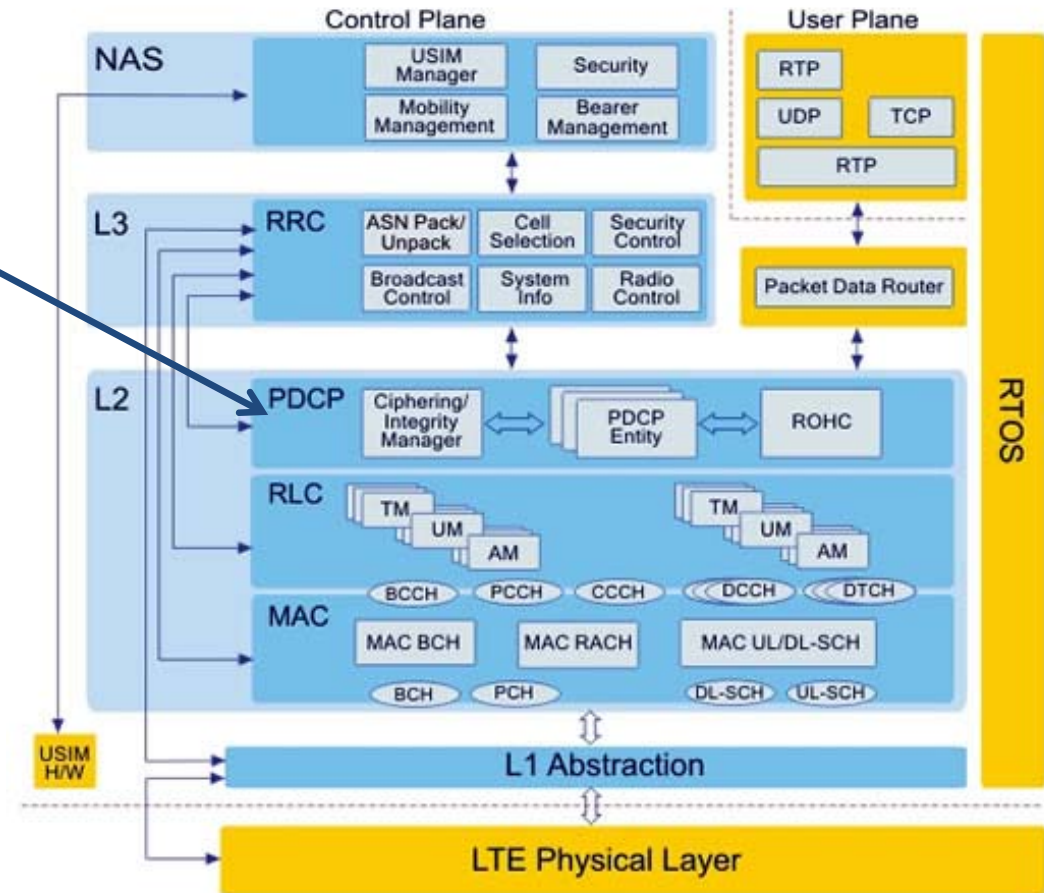 Control Plane
User Plane
NAS
USIM
Manager
Security
Mobility
Management
Bearer
Management
RTP
UDP
TCP
RTP
L3
RRC
ASN Pack/
Unpack
Cell
Selection
Security
Control
Broadcast
Control
System
Info
Radio
Control
Packet Data Router
RTOS
L2
PDCP
Ciphering/
Integrity
Manager
PDCP
Entity
ROHC
RLC
TM
UM
AM
TM
UM
AM
BCCH
PCCH
CCCH
DCCH
DTCH
MAC
MAC BCH
MAC RACH
MAC UL/DL-SCH
BCH
PCH
DL-SCH
UL-SCH
USIM
H/W
L1 Abstraction
LTE Physical Layer